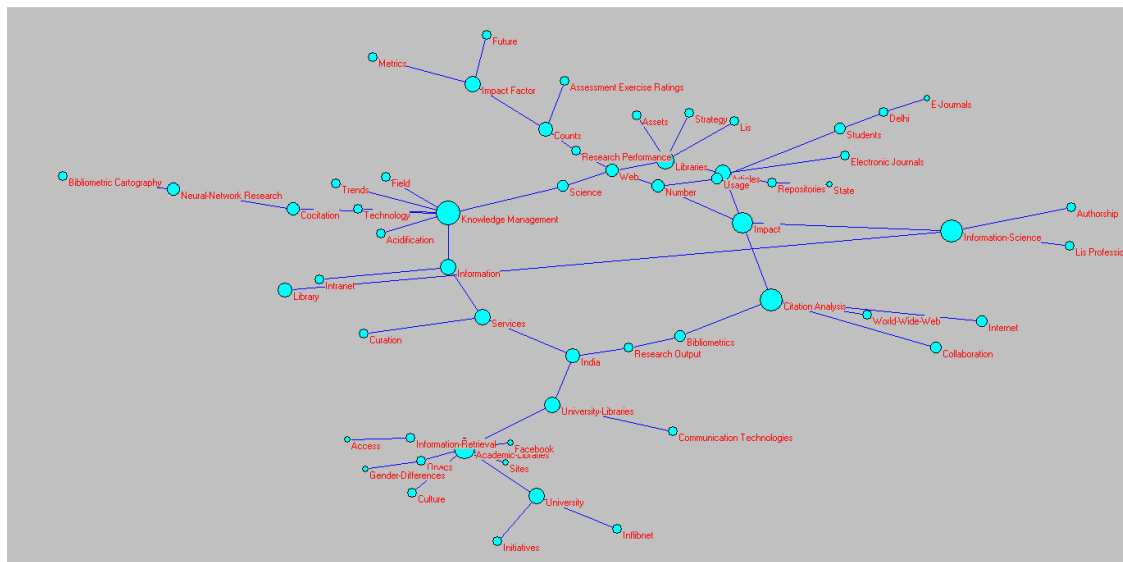 Future
Metrics
Impact Factor
Assessment Exercise Ratings
E-Journals
Assets
Strategy
Lis
Delhi
Counts
Students
Research Performance
Electronic Journals
Libraries
Web
Articles
Bibliometric Cartography
Field
Trends
Science
Number
Usage
Repositories
State
Neural-Network Research
Cocitation
Technology
Knowledge Management
Authorship
Acidification
Impact
Information-Science
Lis Professio
Information
Intranet
Library
Citation Analysis
Services
World-Wide-Web
Internet
Curation
Bibliometrics
Research Output
Collaboration
India
University-Libraries
Communication Technologies
Access
Information-Retrieval
Facebook
Academic-Libraries
Opacs
Sites
Gender-Differences
Culture
University
Inflibnet
Initiatives